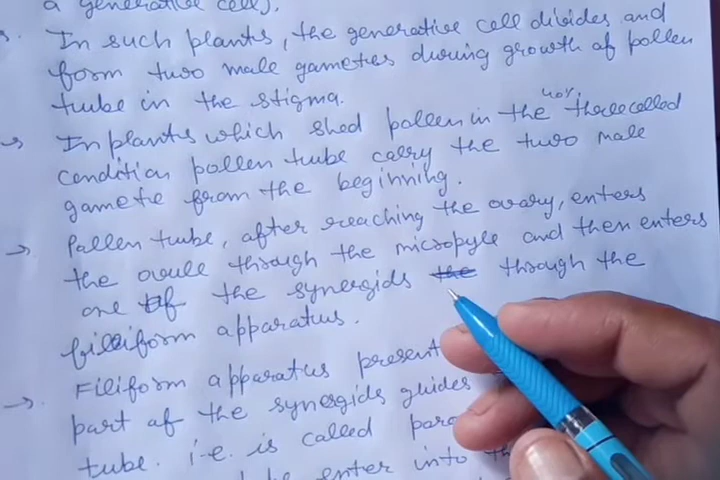 a generative cell).
In such plants, the generative cell divides and
form two male gametes during growth of pollen
tube in the stigma.
40%
In plants which shed pollen in the three celled
condition pollen tube carry the two male
gamete from the beginning.
Pollen tube, after reaching the ovary, enters
the ovule through the micropyle and then enters
one of the synergids the through the
filiform apparatus.
Filiform apparatus present
part of the synergids guides
tube. i.e. is called
enter into